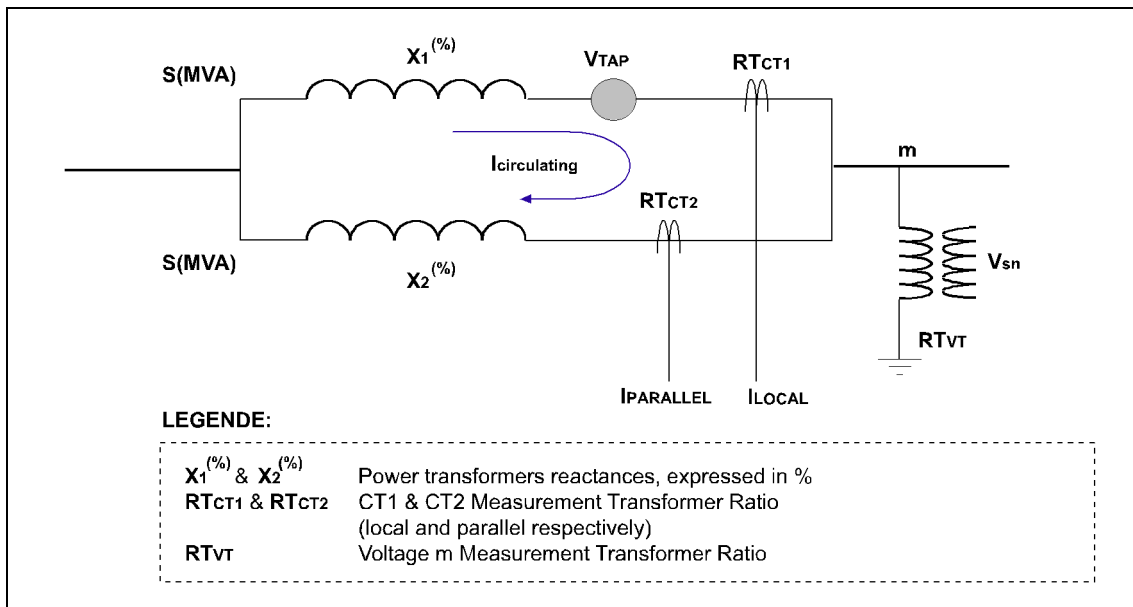 X1(%)
VTAP
RTCT1
S(MVA)
m
Icirculating
RTCT2
S(MVA)
X2(%)
Vsn
RTVT
IPARALLEL
ILOCAL
LEGENDE:
X1(%) & X2(%) Power transformers reactances, expressed in %
RTCT1 & RTCT2 CT1 & CT2 Measurement Transformer Ratio
(local and parallel respectively)
RTVT Voltage m Measurement Transformer Ratio